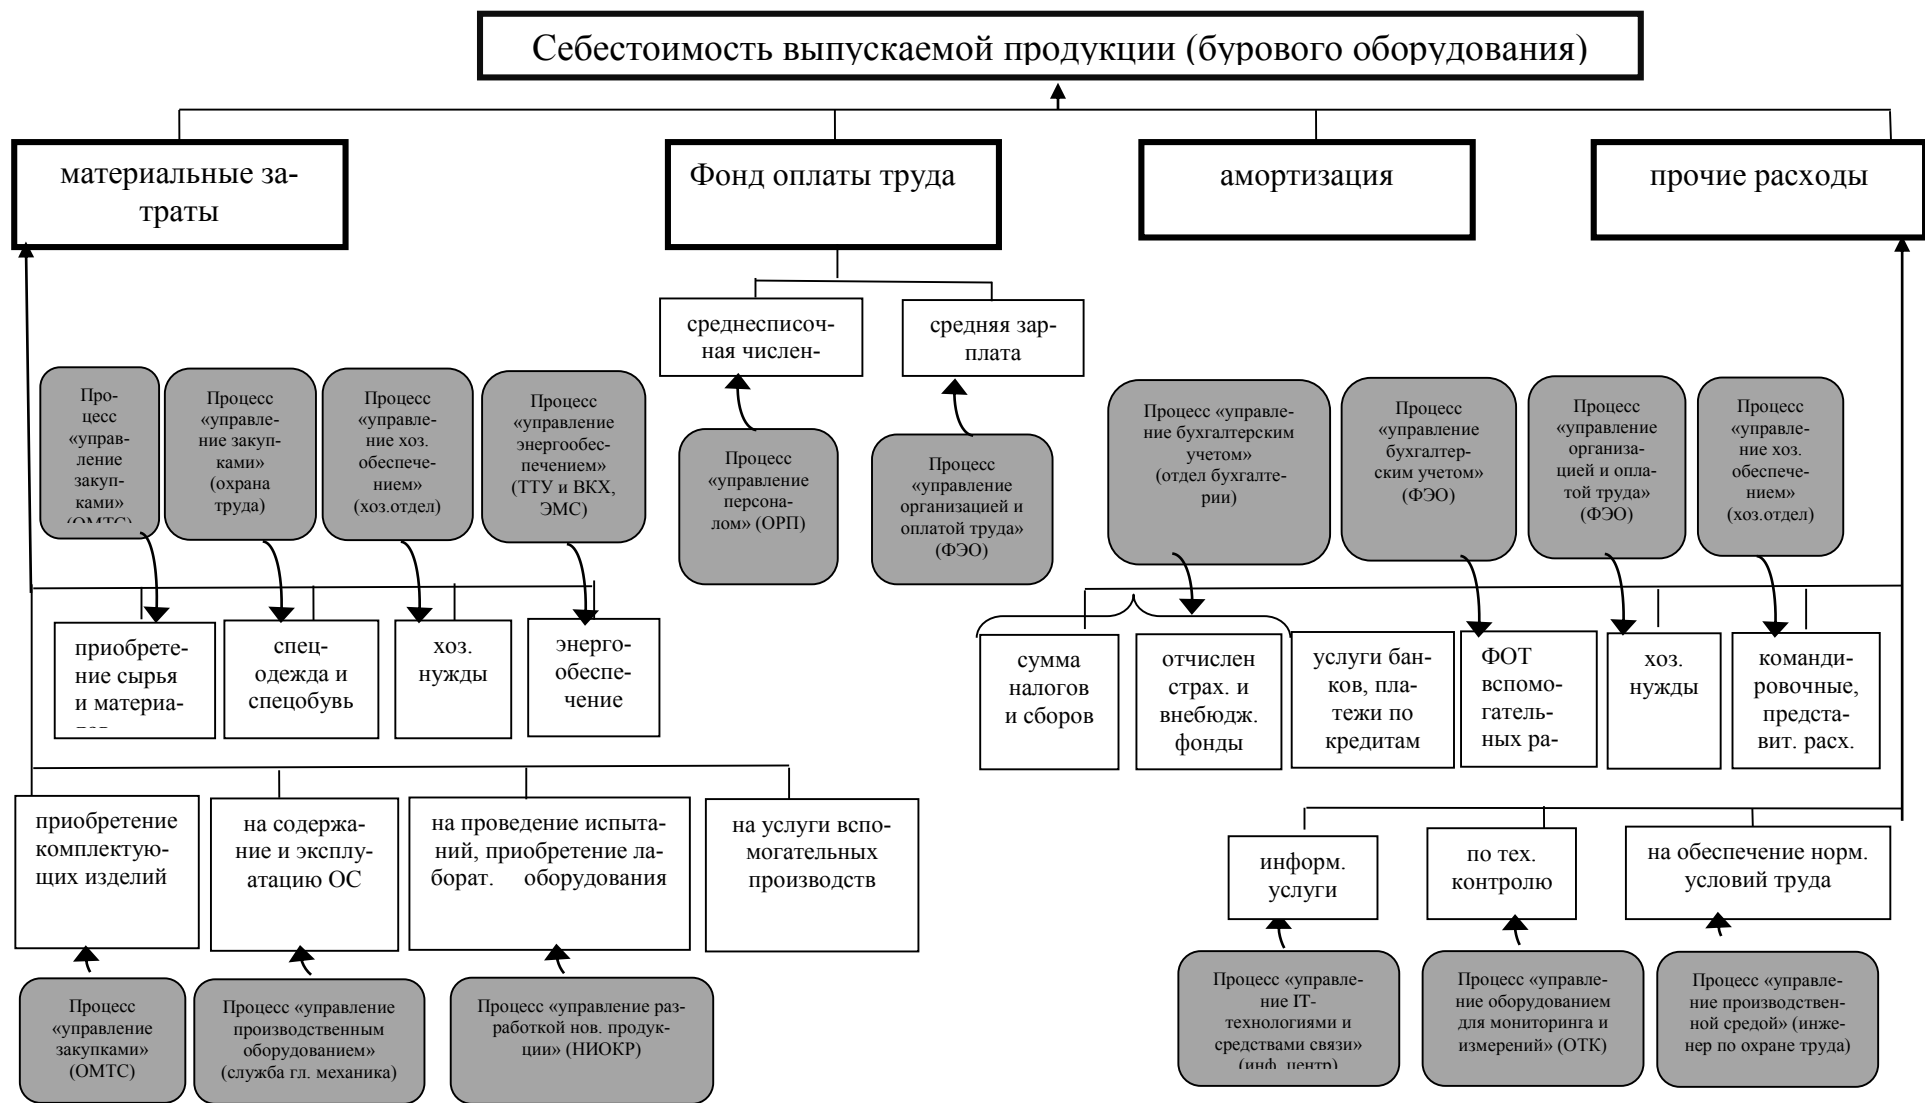 Себестоимость выпускаемой продукции (бурового оборудования)
материальные за-
траты
Фонд оплаты труда
амортизация
прочие расходы
среднесписоч-
ная числен-
средняя зар-
плата
Про-
цесс
«управ-
ление
закуп-
ками»
(ОМТС)
Процесс
«управле-
ние закуп-
ками»
(охрана
труда)
Процесс
«управле-
ние хоз.
обеспече-
нием»
(хоз.отдел)
Процесс
«управление
энергообес-
печением»
(ТТУ и ВКХ,
ЭМС)
Процесс
«управление
персона-
лом» (ОРП)
Процесс
«управление
организацией и
оплатой труда»
(ФЭО)
Процесс «управле-
ние бухгалтерским
учетом»
(отдел бухгалте-
рии)
Процесс
«управление
бухгалтер-
ским учетом»
(ФЭО)
Процесс
«управление
организа-
цией и опла-
той труда»
(ФЭО)
Процесс
«управле-
ние хоз.
обеспече-
нием»
(хоз.отдел)
приобрете-
ние сырья
и материа-
спец-
одежда и
спецобувь
хоз.
нужды
энерго-
обеспе-
чение
сумма
налогов
и сборов
отчислен
страх. и
внебюдж.
фонды
услуги бан-
ков, пла-
тежи по
кредитам
ФОТ
вспомо-
гатель-
ных ра-
хоз.
нужды
команди-
ровочные,
предста-
вит. расх.
приобретение
комплектую-
щих изделий
на содержа-
ние и эксплу-
атацию ОС
на проведение испыта-
ний, приобретение ла-
борат. оборудования
на услуги вспо-
могательных
производств
информ.
услуги
по тех.
контролю
на обеспечение норм.
условий труда
Процесс
«управление
закупками»
(ОМТС)
Процесс «управление
производственным
оборудованием»
(служба гл. механика)
Процесс «управление раз-
работкой нов. продук-
ции» (НИОКР)
Процесс «управле-
ние IT-
технологиями и
средствами связи»
(инф. центр)
Процесс «управле-
ние оборудованием
для мониторинга и
измерений» (ОТК)
Процесс «управле-
ние производствен-
ной средой» (инже-
нер по охране труда)